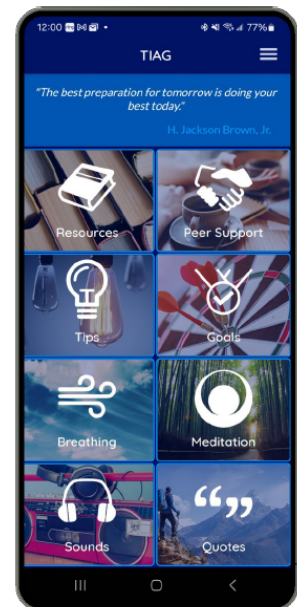 12:00 77%
TIAG
"The best preparation for tomorrow is doing your
best today."
H. Jackson Brown, Jr.
Resources Peer Support
Tips Goals
Breathing Meditation
Sounds Quotes